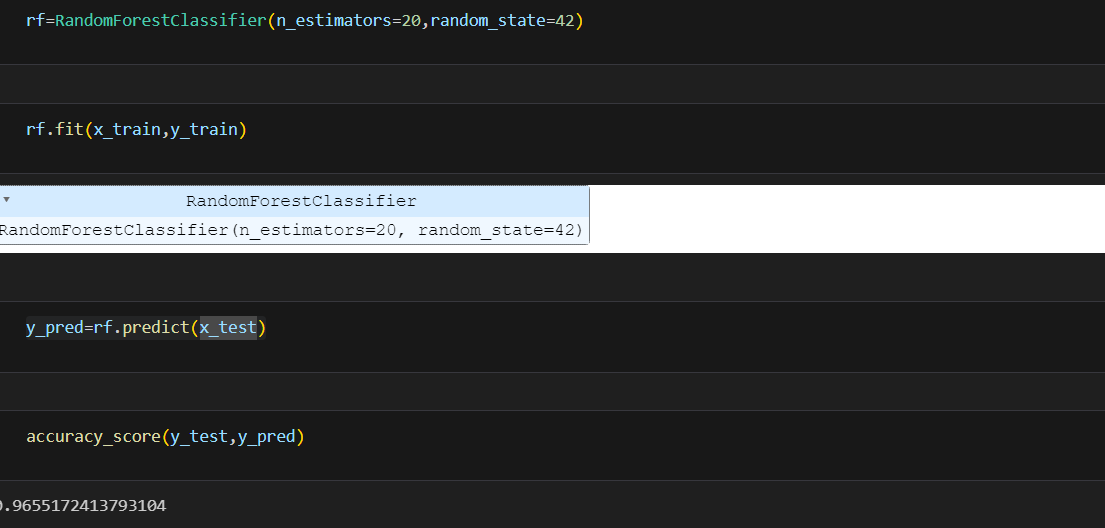 rf=RandomForestClassifier(n_estimators=20,random_state=42)
rf.fit(x_train,y_train)
RandomForestClassifier
RandomForestClassifier(n_estimators=20, random_state=42)
y_pred=rf.predict(x_test)
accuracy_score(y_test,y_pred)
0.9655172413793104